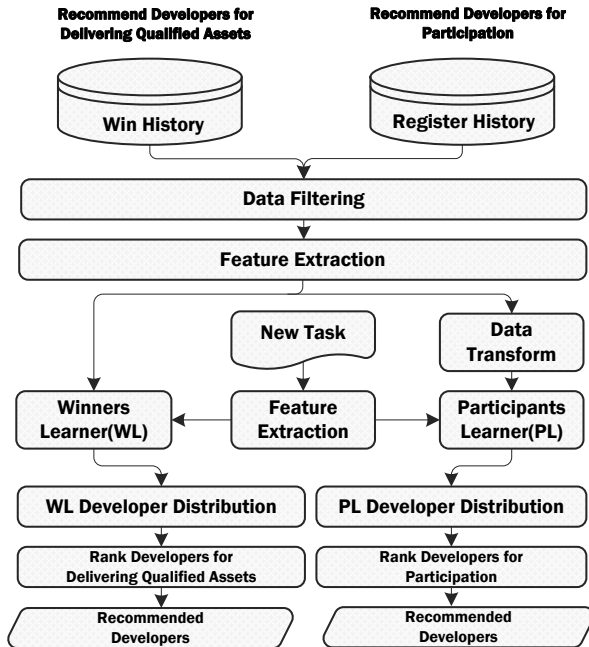 Recommend Developers for
Delivering Qualified Assets
Recommend Developers for
Participation
Win History
Register History
Data Filtering
Feature Extraction
New Task
Data
Transform
Winners
Learner(WL)
Feature
Extraction
Participants
Learner(PL)
WL Developer Distribution
PL Developer Distribution
Rank Developers for
Delivering Qualified Assets
Rank Developers for
Participation
Recommended
Developers
Recommended
Developers